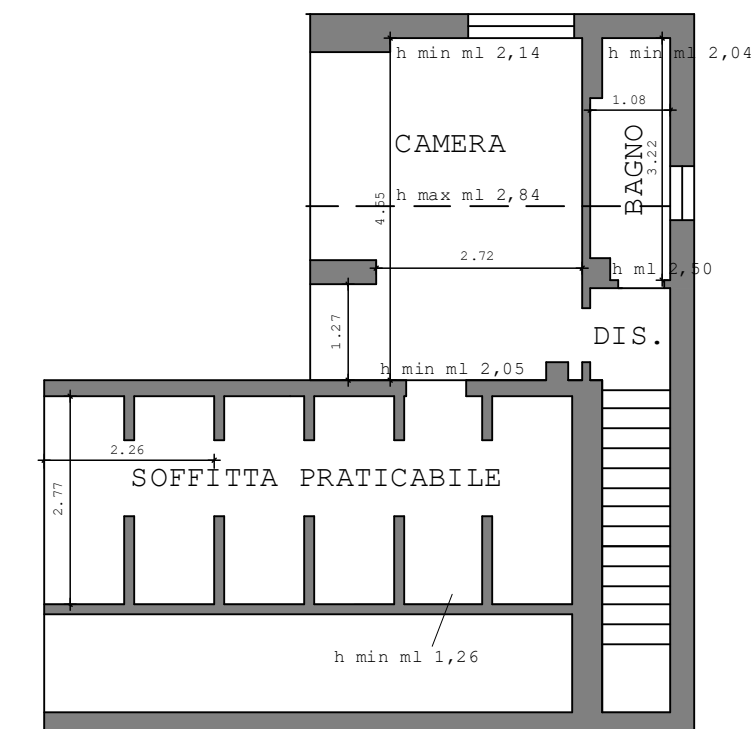 h min ml 2,14
h min ml 2,04
1.08
CAMERA
BAGNO
3.22
h max ml 2,84
4.55
2.72
h ml 2,50
1.27
DIS.
h min ml 2,05
2.26
SOFFITTA PRATICABILE
2.77
h min ml 1,26